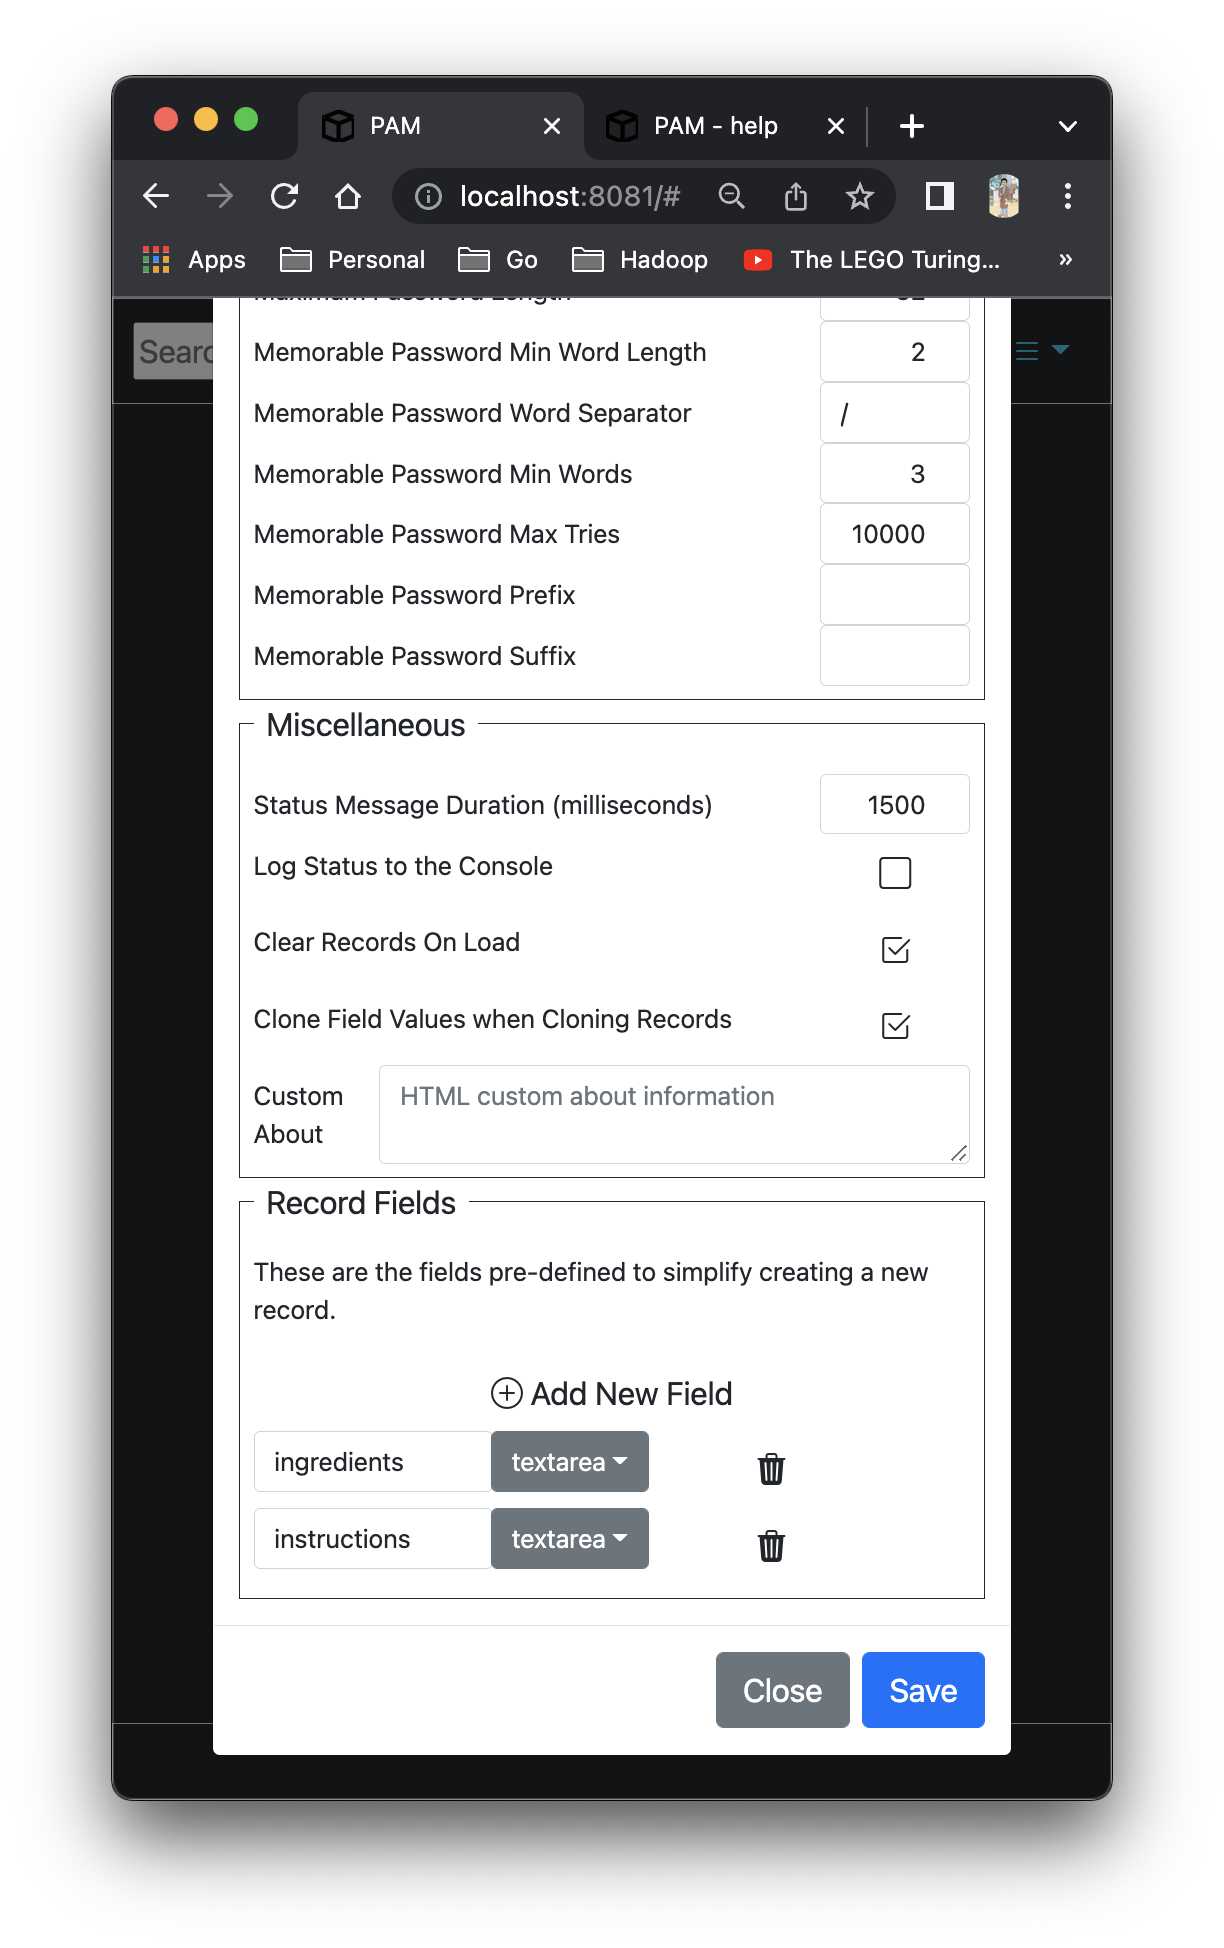 PAM
PAM - help
localhost:8081/#
Apps
Personal
Go
Hadoop
The LEGO Turing...
»
Maximum Password Length 32
Memorable Password Min Word Length 2
Memorable Password Word Separator /
Memorable Password Min Words 3
Memorable Password Max Tries 10000
Memorable Password Prefix
Memorable Password Suffix
Miscellaneous
Status Message Duration (milliseconds) 1500
Log Status to the Console
Clear Records On Load
Clone Field Values when Cloning Records
Custom
About
HTML custom about information
Record Fields
These are the fields pre-defined to simplify creating a new
record.
Add New Field
ingredients textarea
instructions textarea
Close Save